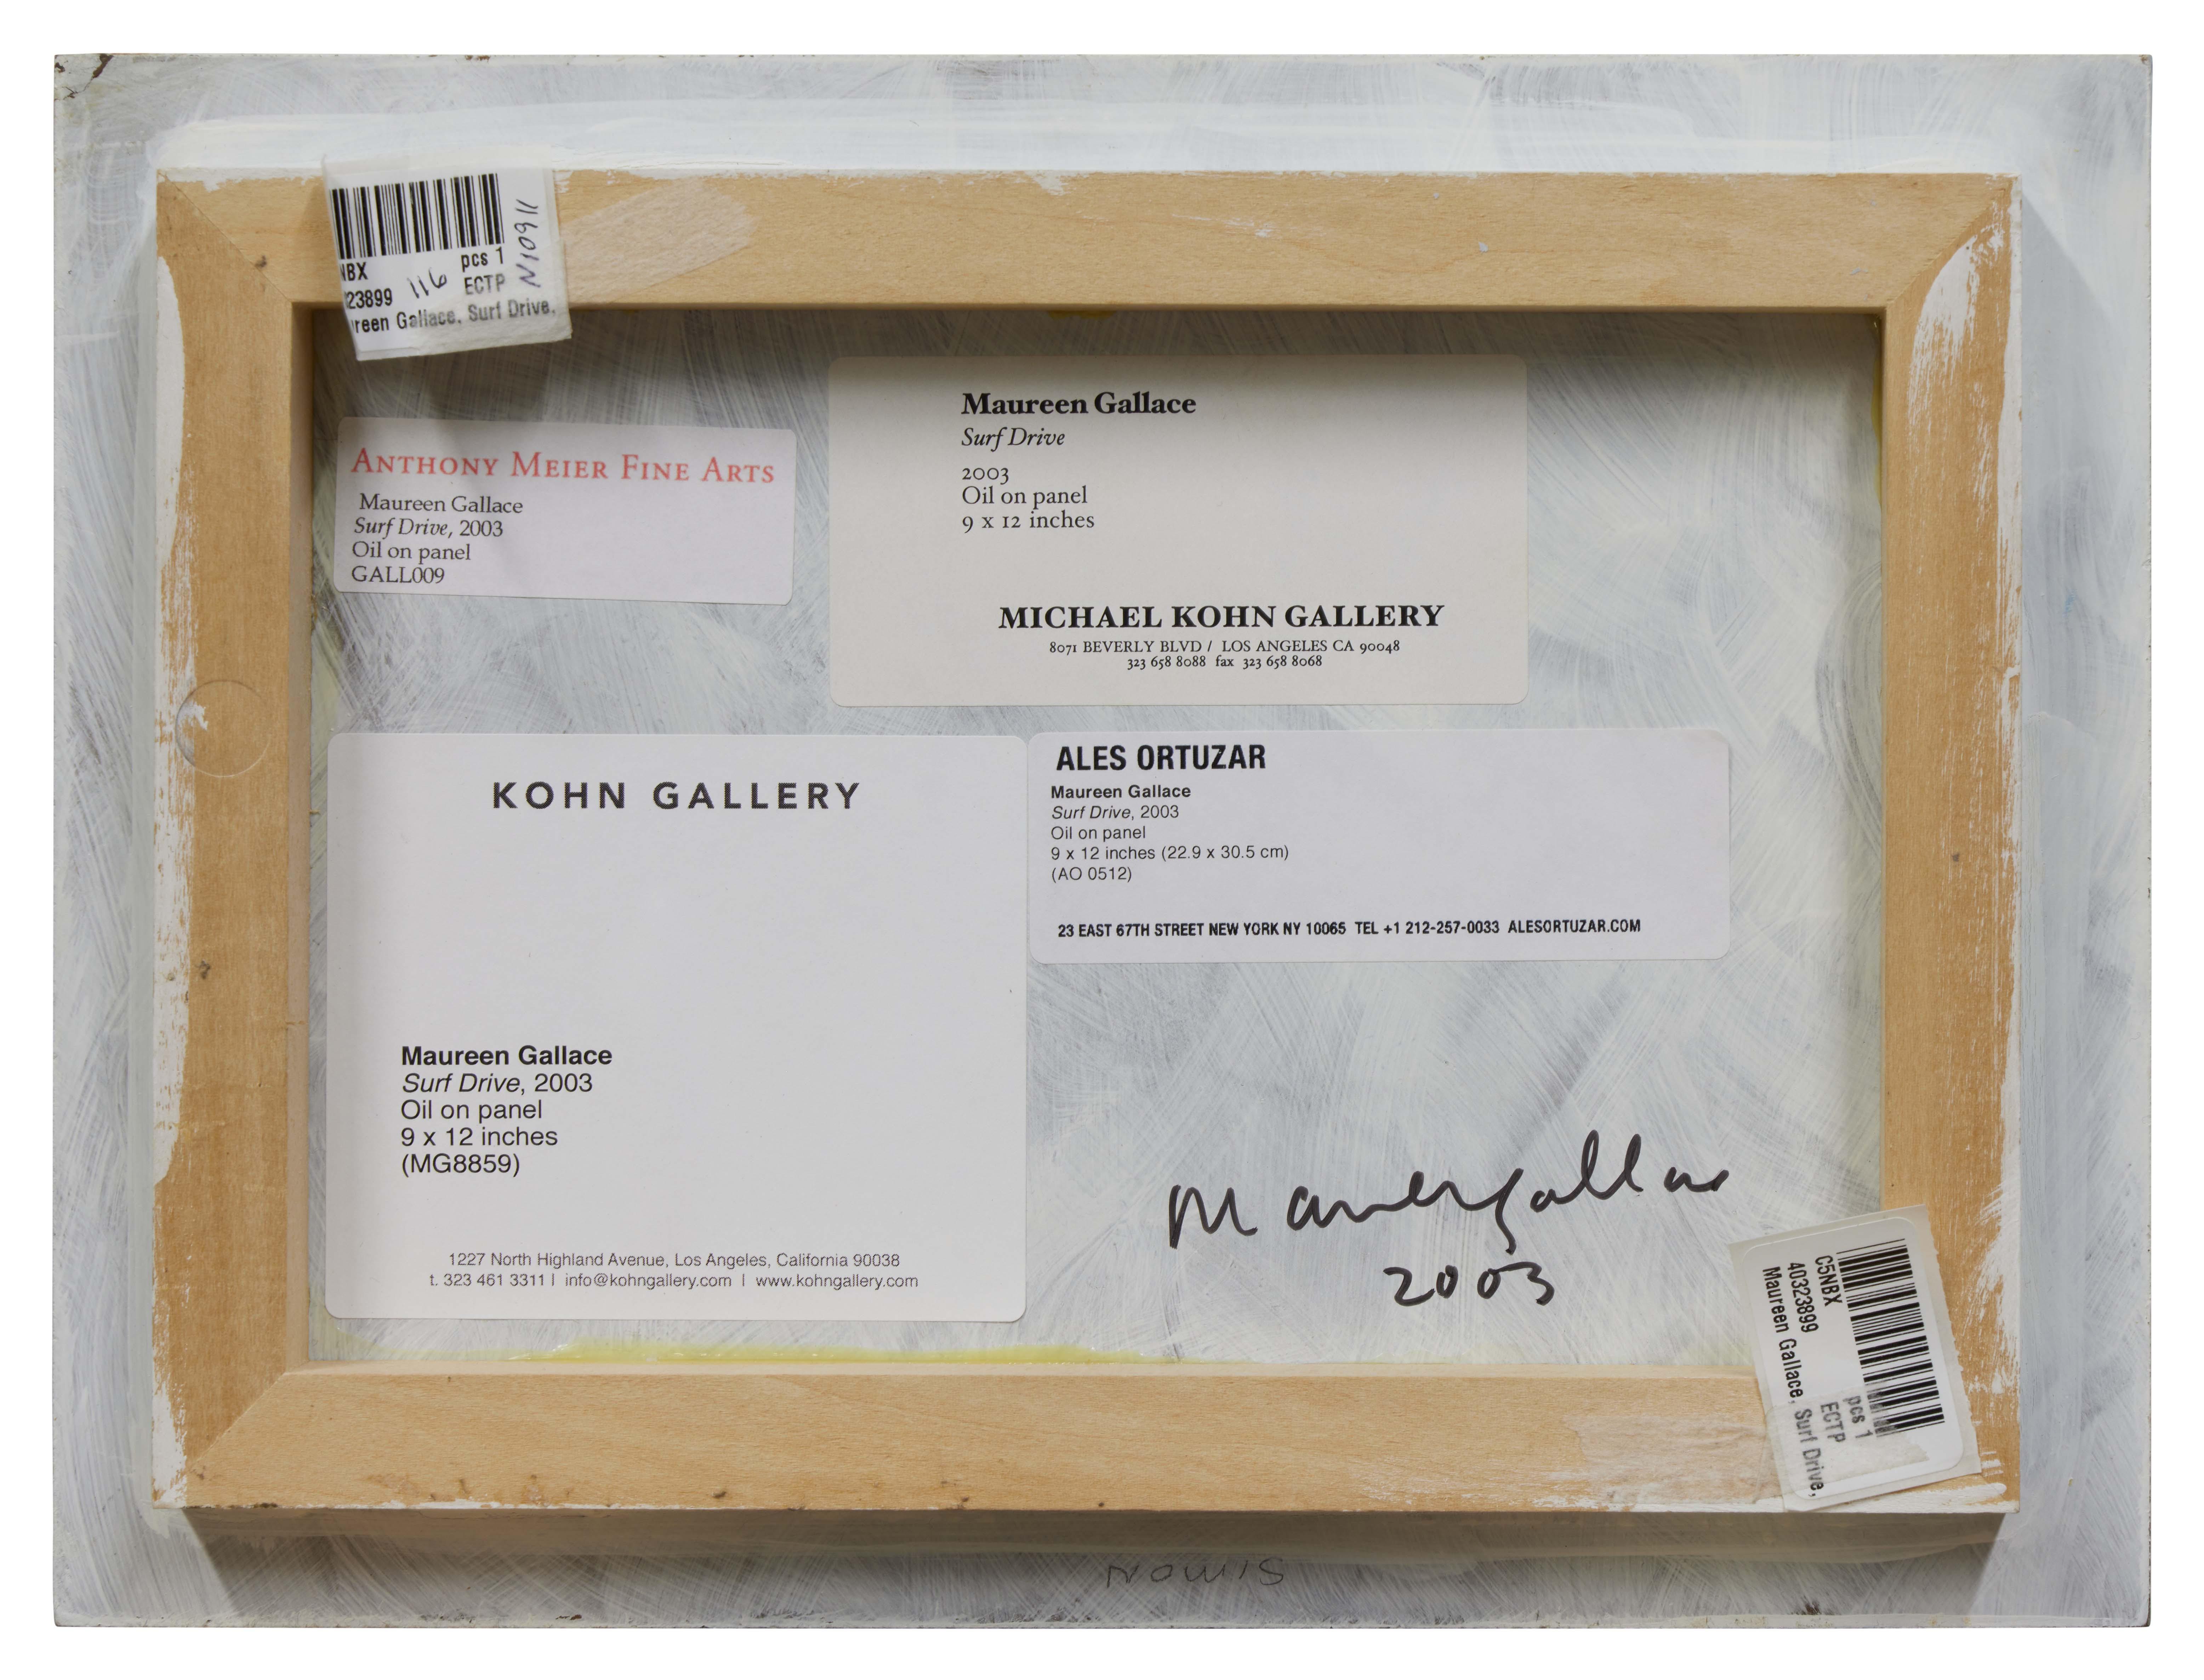 NBX
116
pcs 1
23899
ECTP
N10911
reen Gallace, Surf Drive,
ANTHONY MEIER FINE ARTS
Maureen Gallace
Surf Drive, 2003
Oil on panel
GALL009
Maureen Gallace
Surf Drive
2003
Oil on panel
9 x 12 inches
MICHAEL KOHN GALLERY
8071 BEVERLY BLVD / LOS ANGELES CA 90048
323 658 8088 fax 323 658 8068
KOHN GALLERY
Maureen Gallace
Surf Drive, 2003
Oil on panel
9 x 12 inches
(MG8859)
1227 North Highland Avenue, Los Angeles, California 90038
t. 323 461 3311 | info@kohngallery.com | www.kohngallery.com
ALES ORTUZAR
Maureen Gallace
Surf Drive, 2003
Oil on panel
9 x 12 inches (22.9 x 30.5 cm)
(AO 0512)
23 EAST 67TH STREET NEW YORK NY 10065 TEL +1 212-257-0033 ALESORTUZAR.COM
Maureen Gallace
2003
C5NBX
pcs 1
40323899
ECTP
Maureen Gallace, Surf Drive,